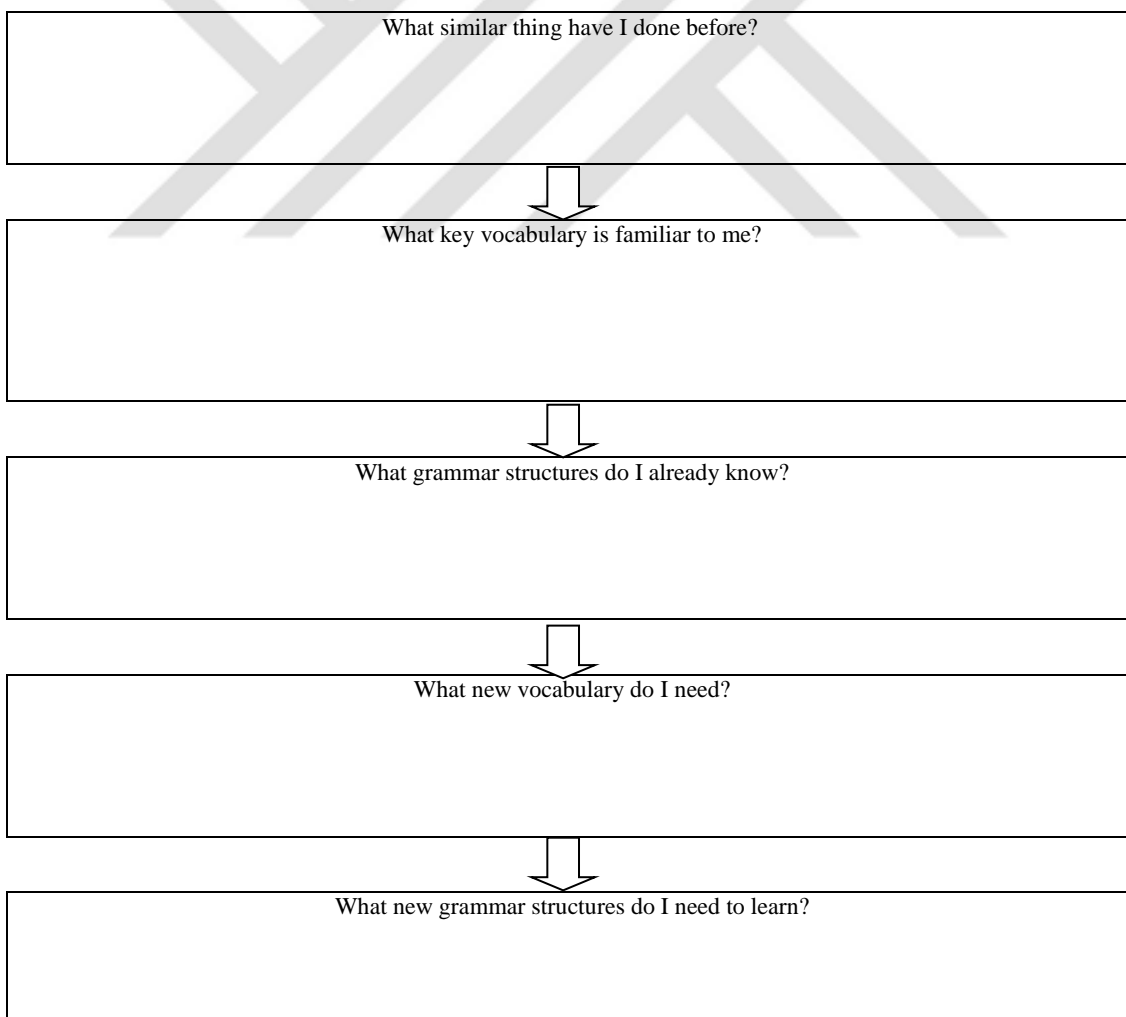 What similar thing have I done before?
What key vocabulary is familiar to me?
What grammar structures do I already know?
What new vocabulary do I need?
What new grammar structures do I need to learn?